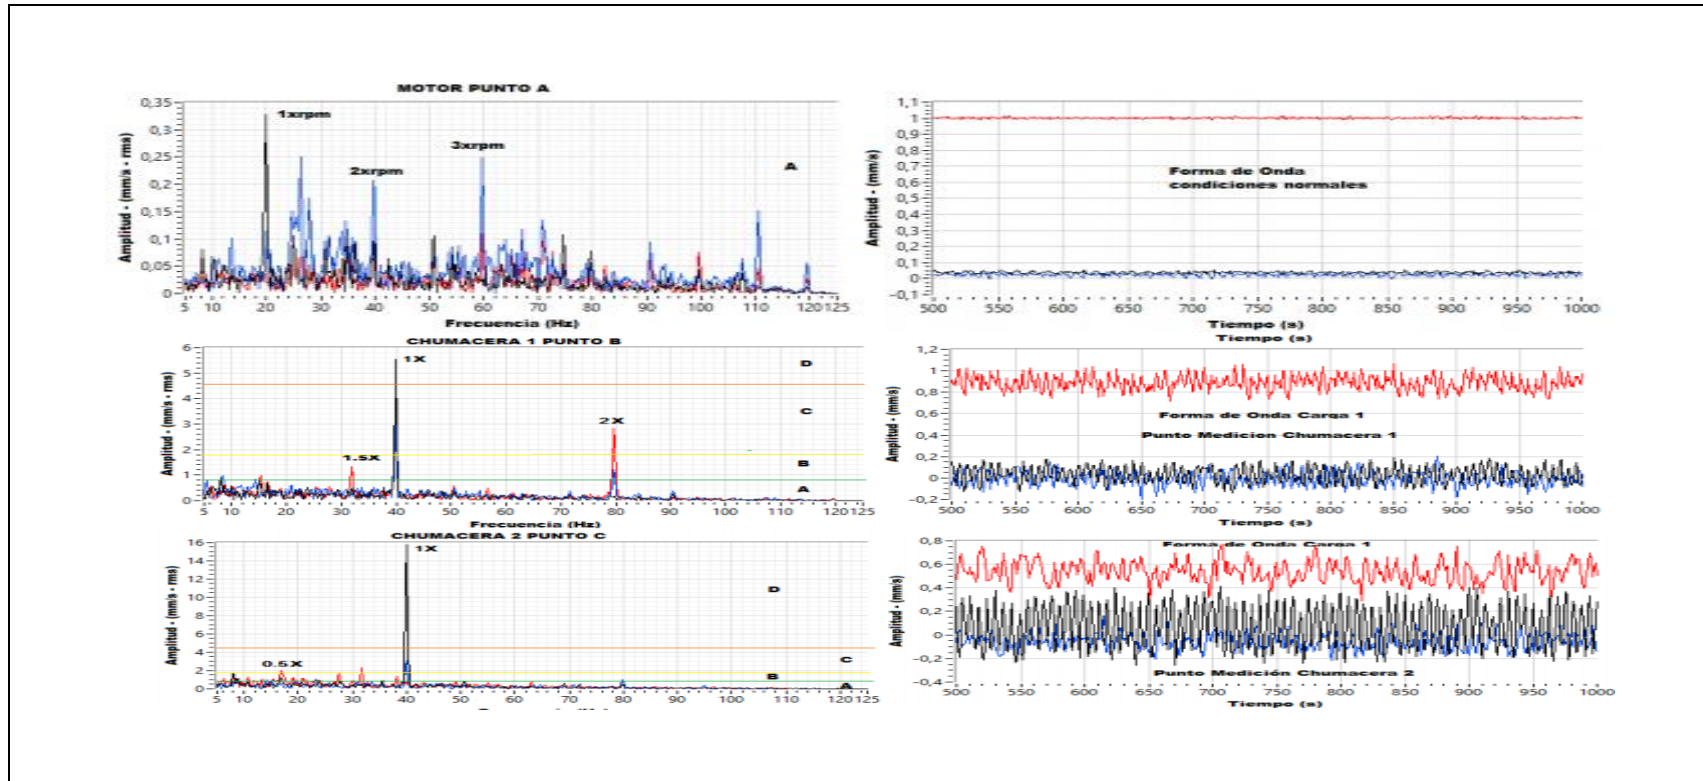 MOTOR PUNTO A
Amplitud - (mm/s - rms)
0,35
0,3
0,25
0,2
0,15
0,1
0,05
0
1xrpm
2xrpm
3xrpm
A
5 10 20 30 40 50 60 70 80 90 100 110 120 125
Frecuencia (Hz)
Amplitud - (mm/s)
1,1
1
0,9
0,8
0,7
0,6
0,5
0,4
0,3
0,2
0,1
0
-0,1
Forma de Onda
condiciones normales
500 550 600 650 700 750 800 850 900 950 1000
Tiempo (s)
CHUMACERA 1 PUNTO B
Amplitud - (mm/s - rms)
6
5
4
3
2
1
0
1X
1.5X
2X
D
C
B
A
5 10 20 30 40 50 60 70 80 90 100 110 120 125
Frecuencia (Hz)
Tiempo (s)
Amplitud - (mm/s)
1,2
1
0,8
0,6
0,4
0,2
0
-0,2
Forma de Onda Carga 1
Punto Medicion Chumacera 1
500 550 600 650 700 750 800 850 900 950 1000
Tiempo (s)
CHUMACERA 2 PUNTO C
Amplitud - (mm/s - rms)
16
14
12
10
8
6
4
2
0
1X
0.5X
D
C
B
A
5 10 20 30 40 50 60 70 80 90 100 110 120 125
Amplitud - (mm/s)
0,8
0,6
0,4
0,2
0
-0,2
-0,4
Forma de Onda Carga 1
Punto Medición Chumacera 2
500 550 600 650 700 750 800 850 900 950 1000
Tiempo (s)